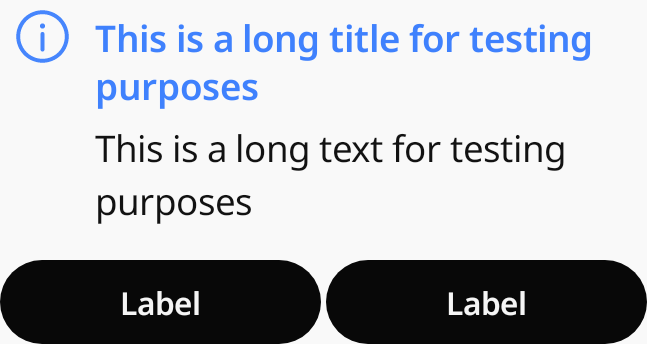 This is a long title for testing
purposes
This is a long text for testing
purposes
Label Label